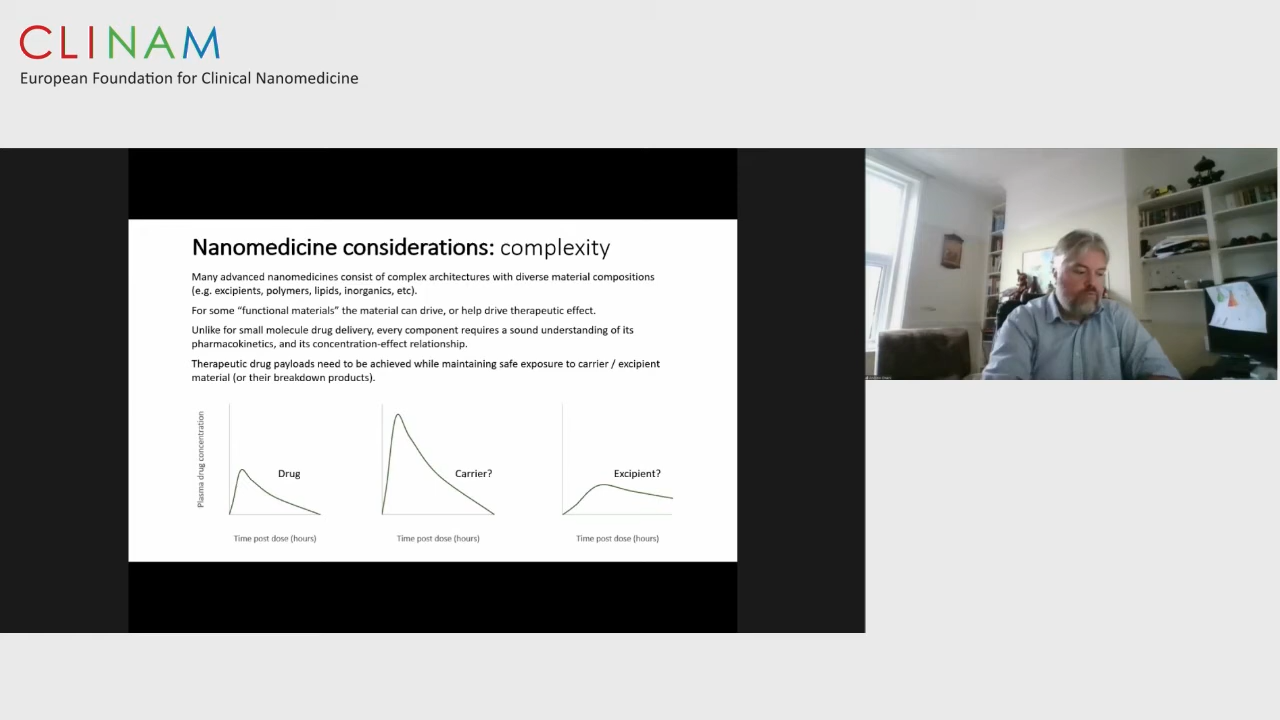 CLINAM
European Foundation for Clinical Nanomedicine
Nanomedicine considerations: complexity
Many advanced nanomedicines consist of complex architectures with diverse material compositions
(e.g. excipients, polymers, lipids, inorganics, etc).
For some “functional materials” the material can drive, or help drive therapeutic effect.
Unlike for small molecule drug delivery, every component requires a sound understanding of its
pharmacokinetics, and its concentration-effect relationship.
Therapeutic drug payloads need to be achieved while maintaining safe exposure to carrier / excipient
material (or their breakdown products).
Plasma drug concentration
Drug
Carrier?
Excipient?
Time post dose (hours)
Time post dose (hours)
Time post dose (hours)